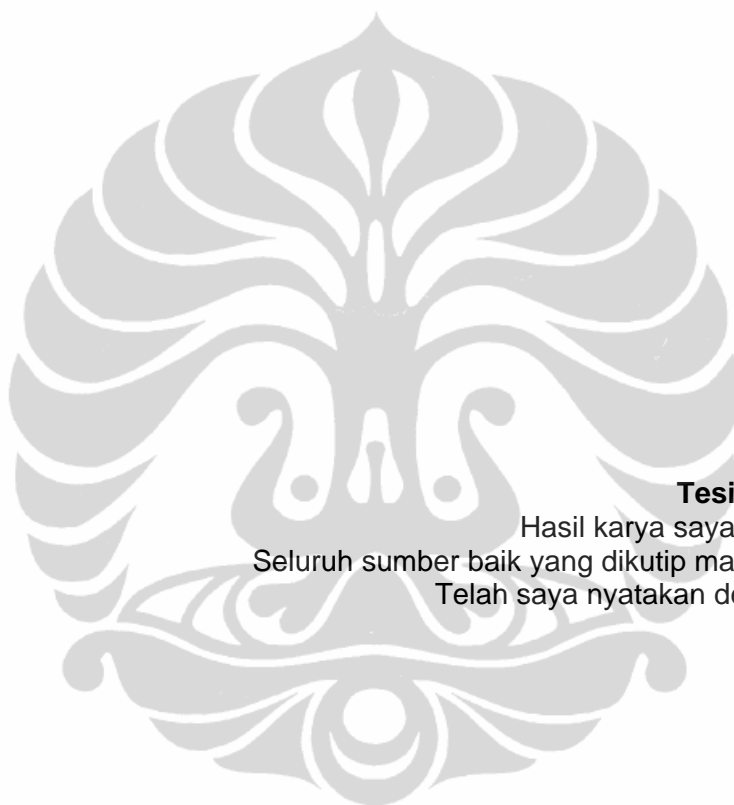 Tesi
Hasil karya saya
Seluruh sumber baik yang dikutip ma
Telah saya nyatakan de